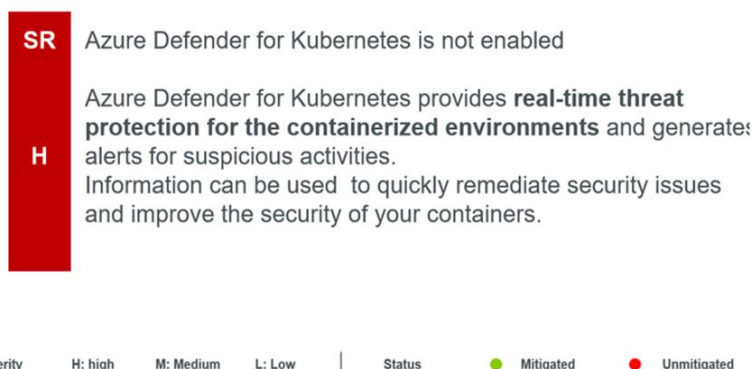 SR Azure Defender for Kubernetes is not enabled
Azure Defender for Kubernetes provides real-time threat
protection for the containerized environments and generates
H alerts for suspicious activities.
Information can be used  to quickly remediate security issues
and improve the security of your containers.
erity H: high M: Medium L: Low Status Mitigated Unmitigated